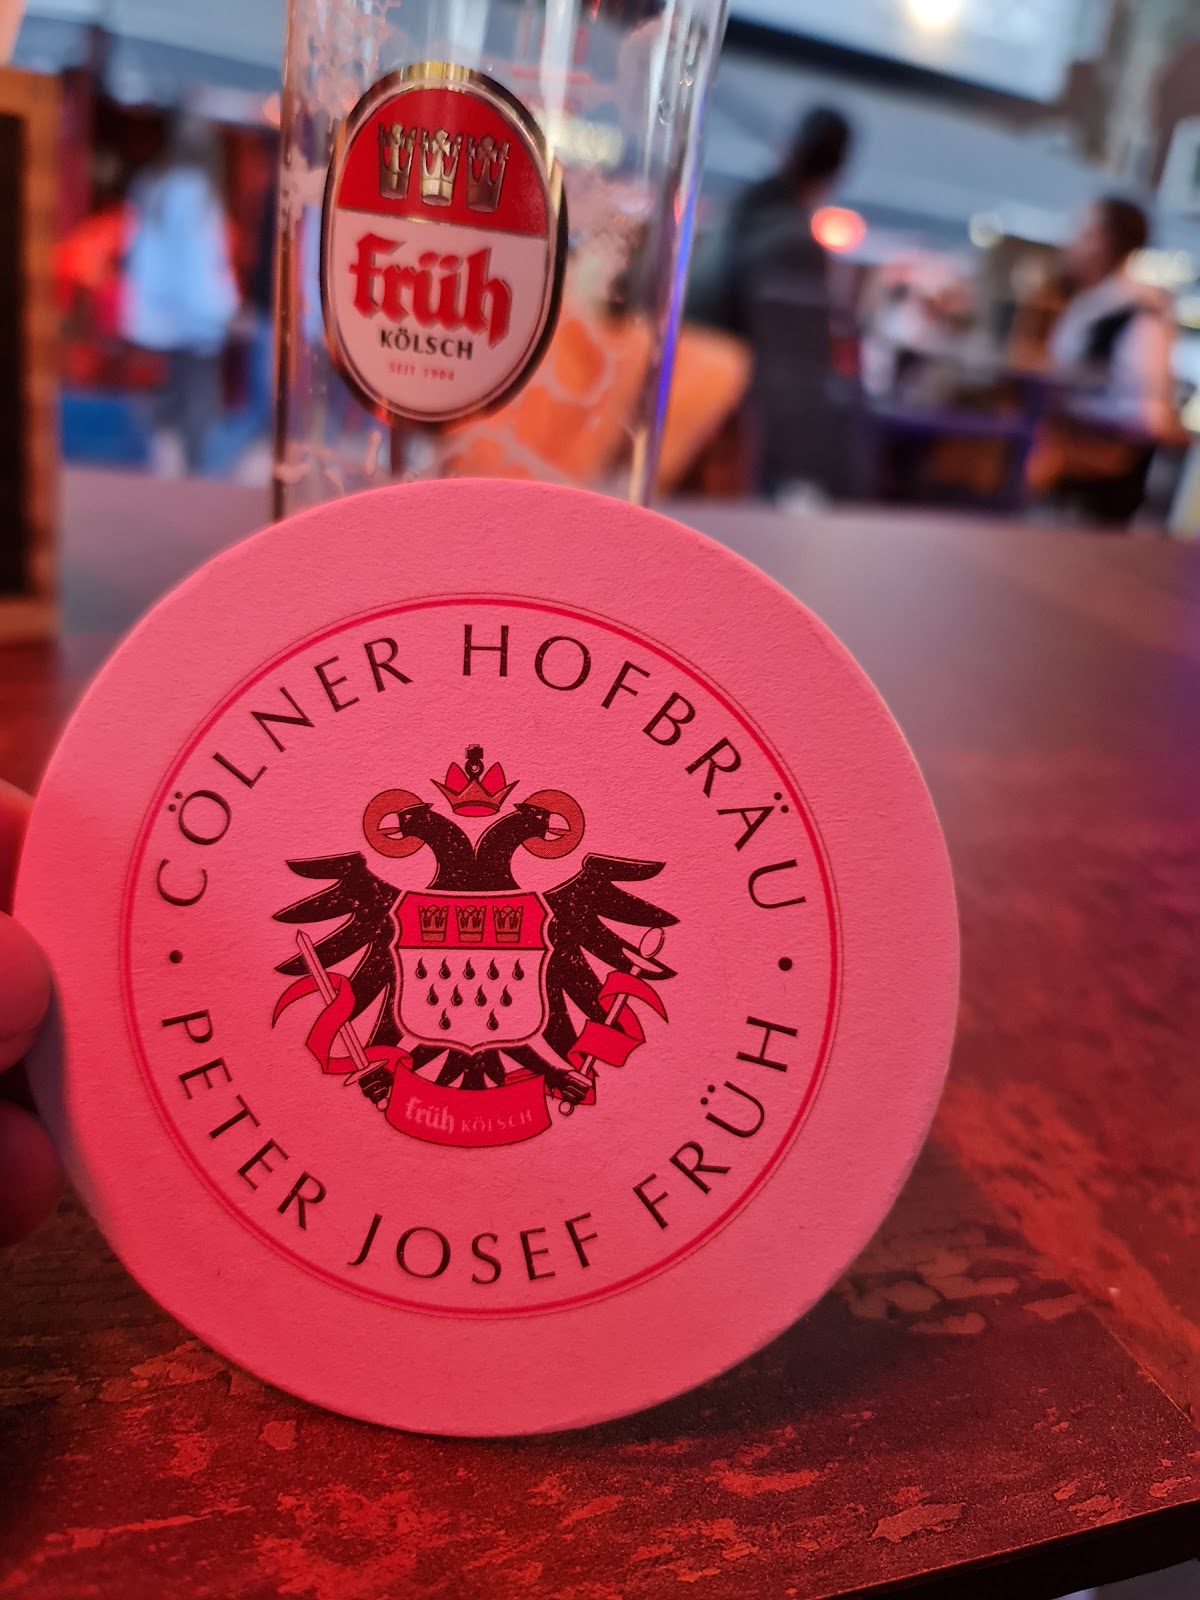 früh
KÖLSCH
SEIT 1904
CÖLNER HOFBRÄU
früh KÖLSCH
• PETER JOSEF FRÜH •